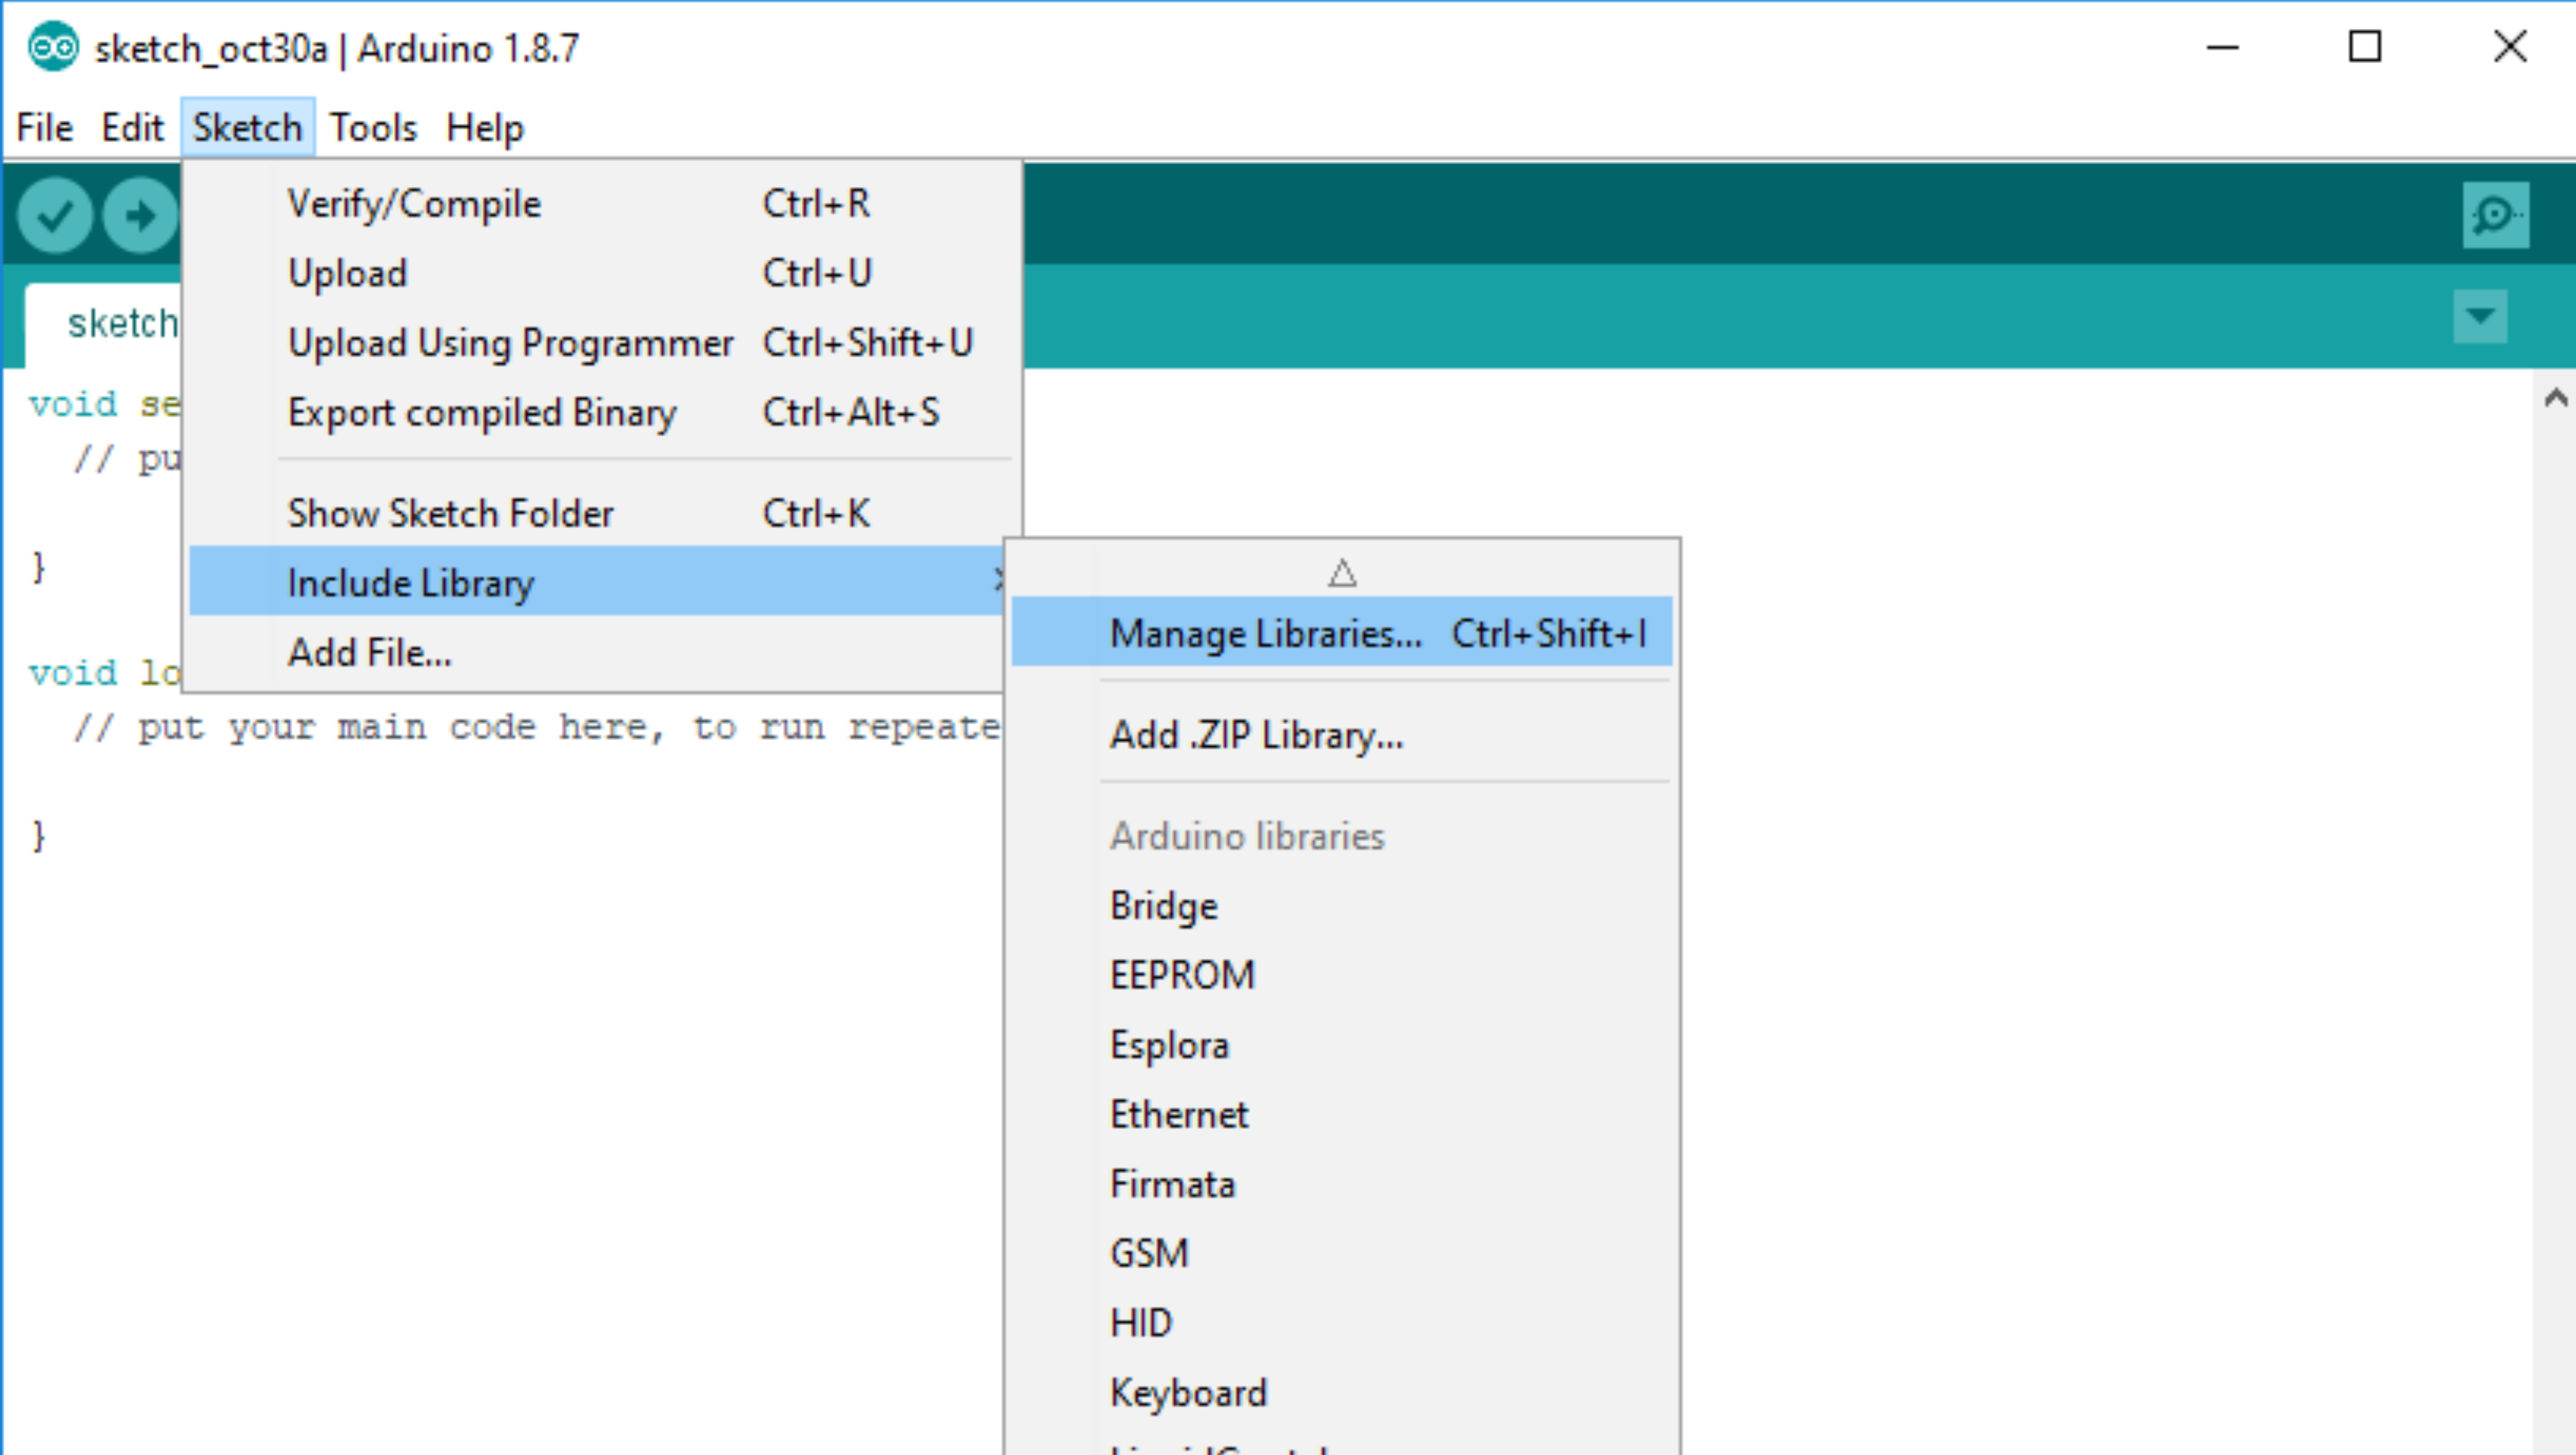 sketch_oct30a | Arduino 1.8.7
File Edit Sketch Tools Help
Verify/Compile Ctrl+R
Upload Ctrl+U
Upload Using Programmer Ctrl+Shift+U
Export compiled Binary Ctrl+Alt+S
Show Sketch Folder Ctrl+K
Include Library
Add File...
sketch
void se
// pu
}
void lo
// put your main code here, to run repeate
}
Manage Libraries... Ctrl+Shift+I
Add .ZIP Library...
Arduino libraries
Bridge
EEPROM
Esplora
Ethernet
Firmata
GSM
HID
Keyboard